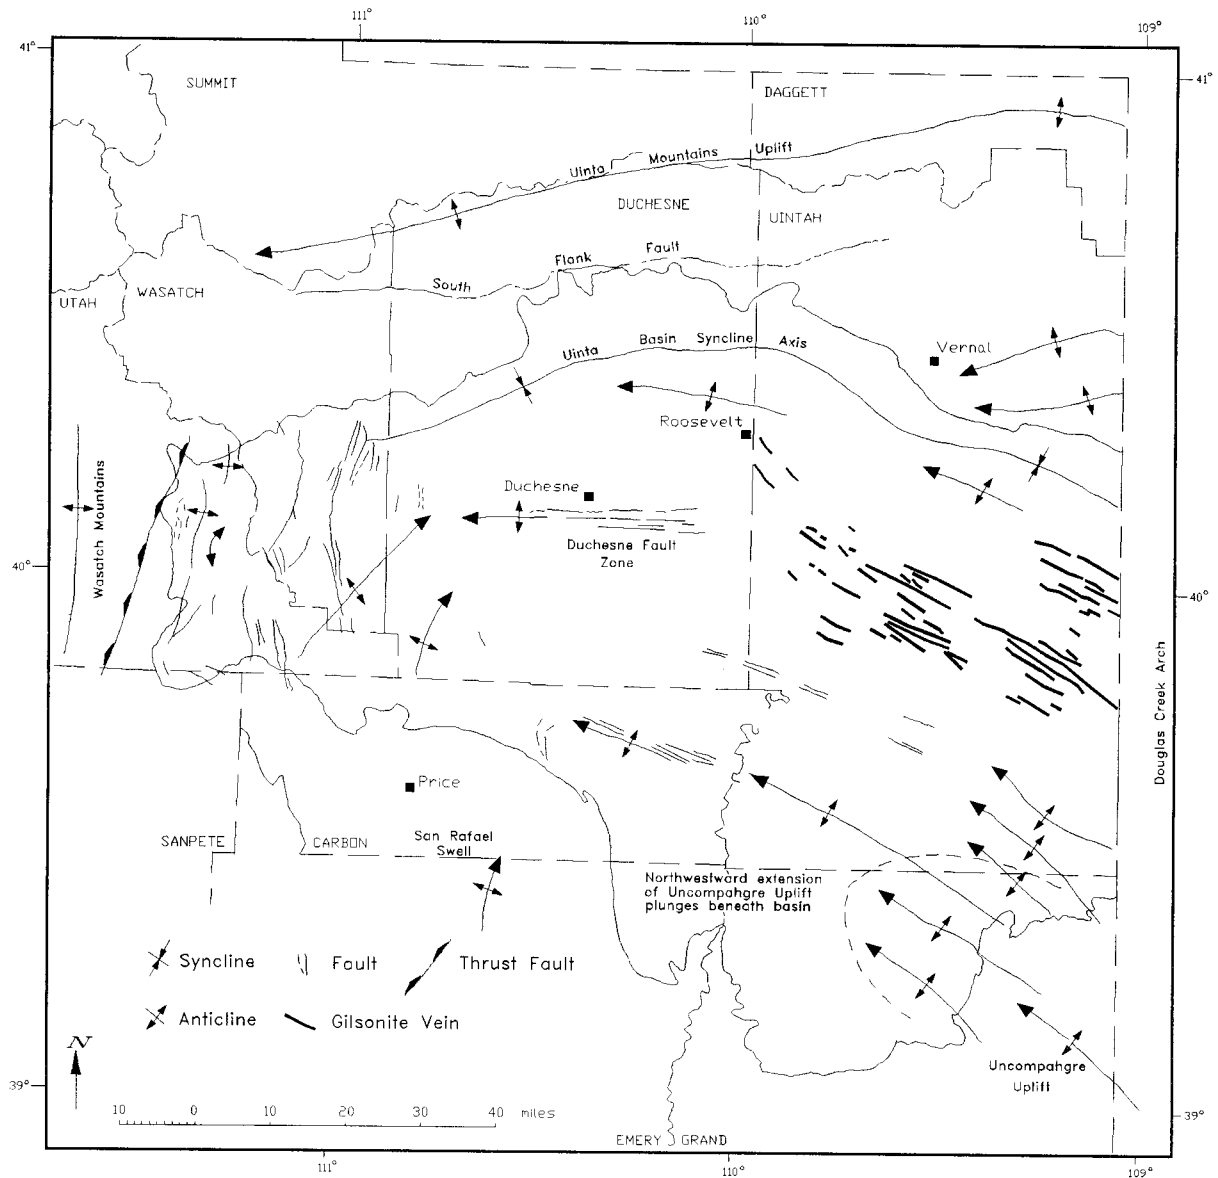 111°
110°
109°
41°
41°
SUMMIT
DAGGETT
Uinta Mountains Uplift
DUCHESNE
UINTAH
South Flank Fault
UTAH
WASATCH
Uinta Basin Syncline Axis
Vernal
Roosevelt
Wasatch Mountains
Duchesne
Duchesne Fault
Zone
40°
40°
Douglas Creek Arch
Price
SANPETE
CARBON
San Rafael
Swell
Northwestward extension
of Uncompahgre Uplift
plunges beneath basin
Syncline
Fault
Thrust Fault
Anticline
Gilsonite Vein
N
Uncompahgre
Uplift
39°
39°
10 0 10 20 30 40 miles
EMERY
GRAND
111°
110°
109°